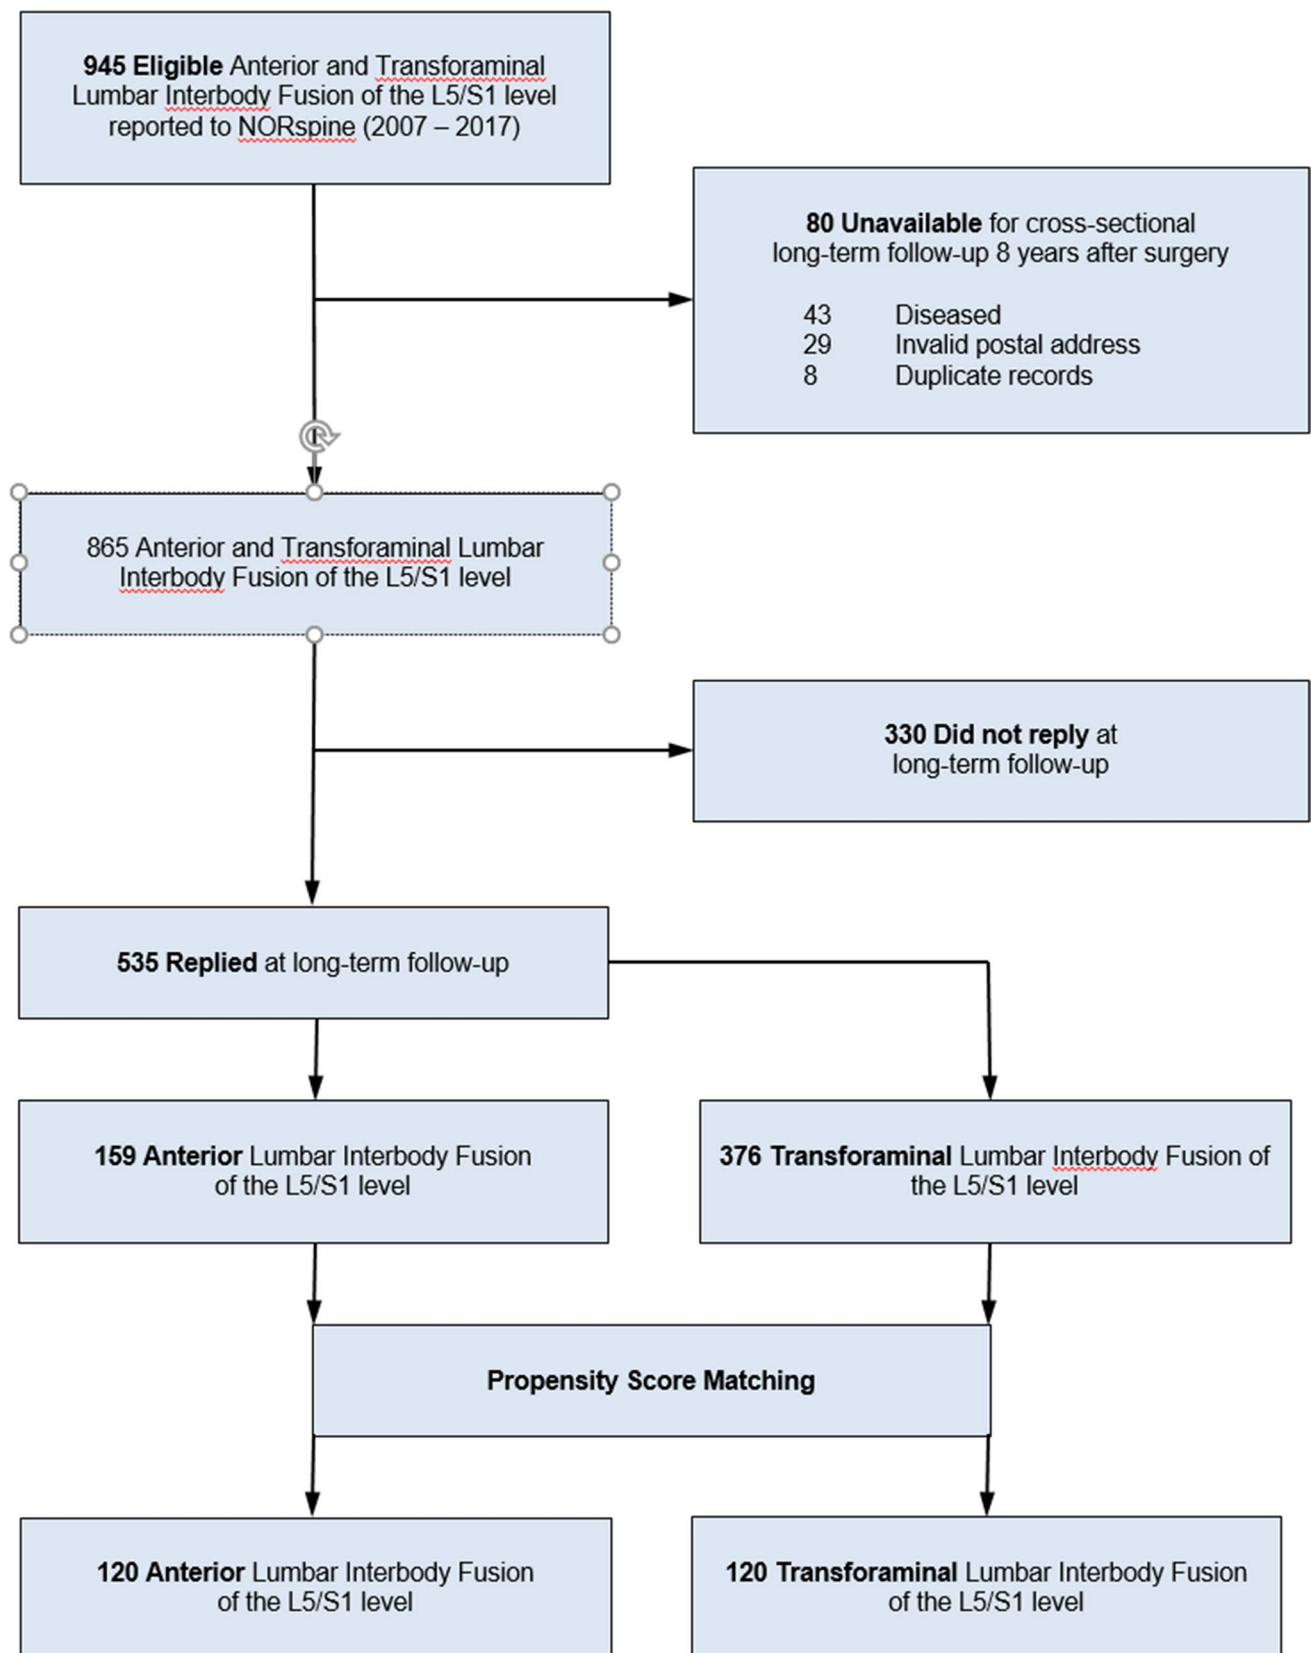 945 Eligible Anterior and Transforaminal
Lumbar Interbody Fusion of the L5/S1 level
reported to NORspine (2007 – 2017)
80 Unavailable for cross-sectional
long-term follow-up 8 years after surgery
43 Diseased
29 Invalid postal address
8 Duplicate records
865 Anterior and Transforaminal Lumbar
Interbody Fusion of the L5/S1 level
330 Did not reply at
long-term follow-up
535 Replied at long-term follow-up
159 Anterior Lumbar Interbody Fusion
of the L5/S1 level
376 Transforaminal Lumbar Interbody Fusion of
the L5/S1 level
Propensity Score Matching
120 Anterior Lumbar Interbody Fusion
of the L5/S1 level
120 Transforaminal Lumbar Interbody Fusion
of the L5/S1 level